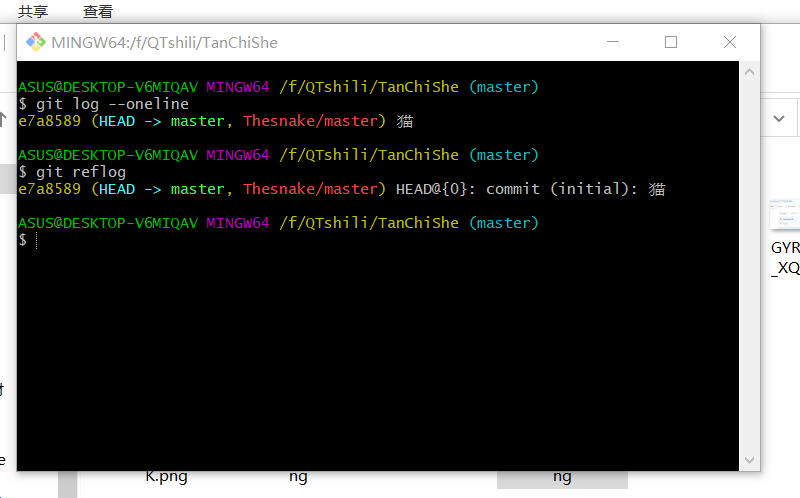 共享 查看
MINGW64:/f/QTshili/TanChiShe
ASUS@DESKTOP-V6MIQAV MINGW64 /f/QTshili/TanChiShe (master)
$ git log --oneline
e7a8589 (HEAD -> master, Thesnake/master) 猫
ASUS@DESKTOP-V6MIQAV MINGW64 /f/QTshili/TanChiShe (master)
$ git reflog
e7a8589 (HEAD -> master, Thesnake/master) HEAD@{0}: commit (initial): 猫
ASUS@DESKTOP-V6MIQAV MINGW64 /f/QTshili/TanChiShe (master)
$
GYR
_XQ
K.png ng ng